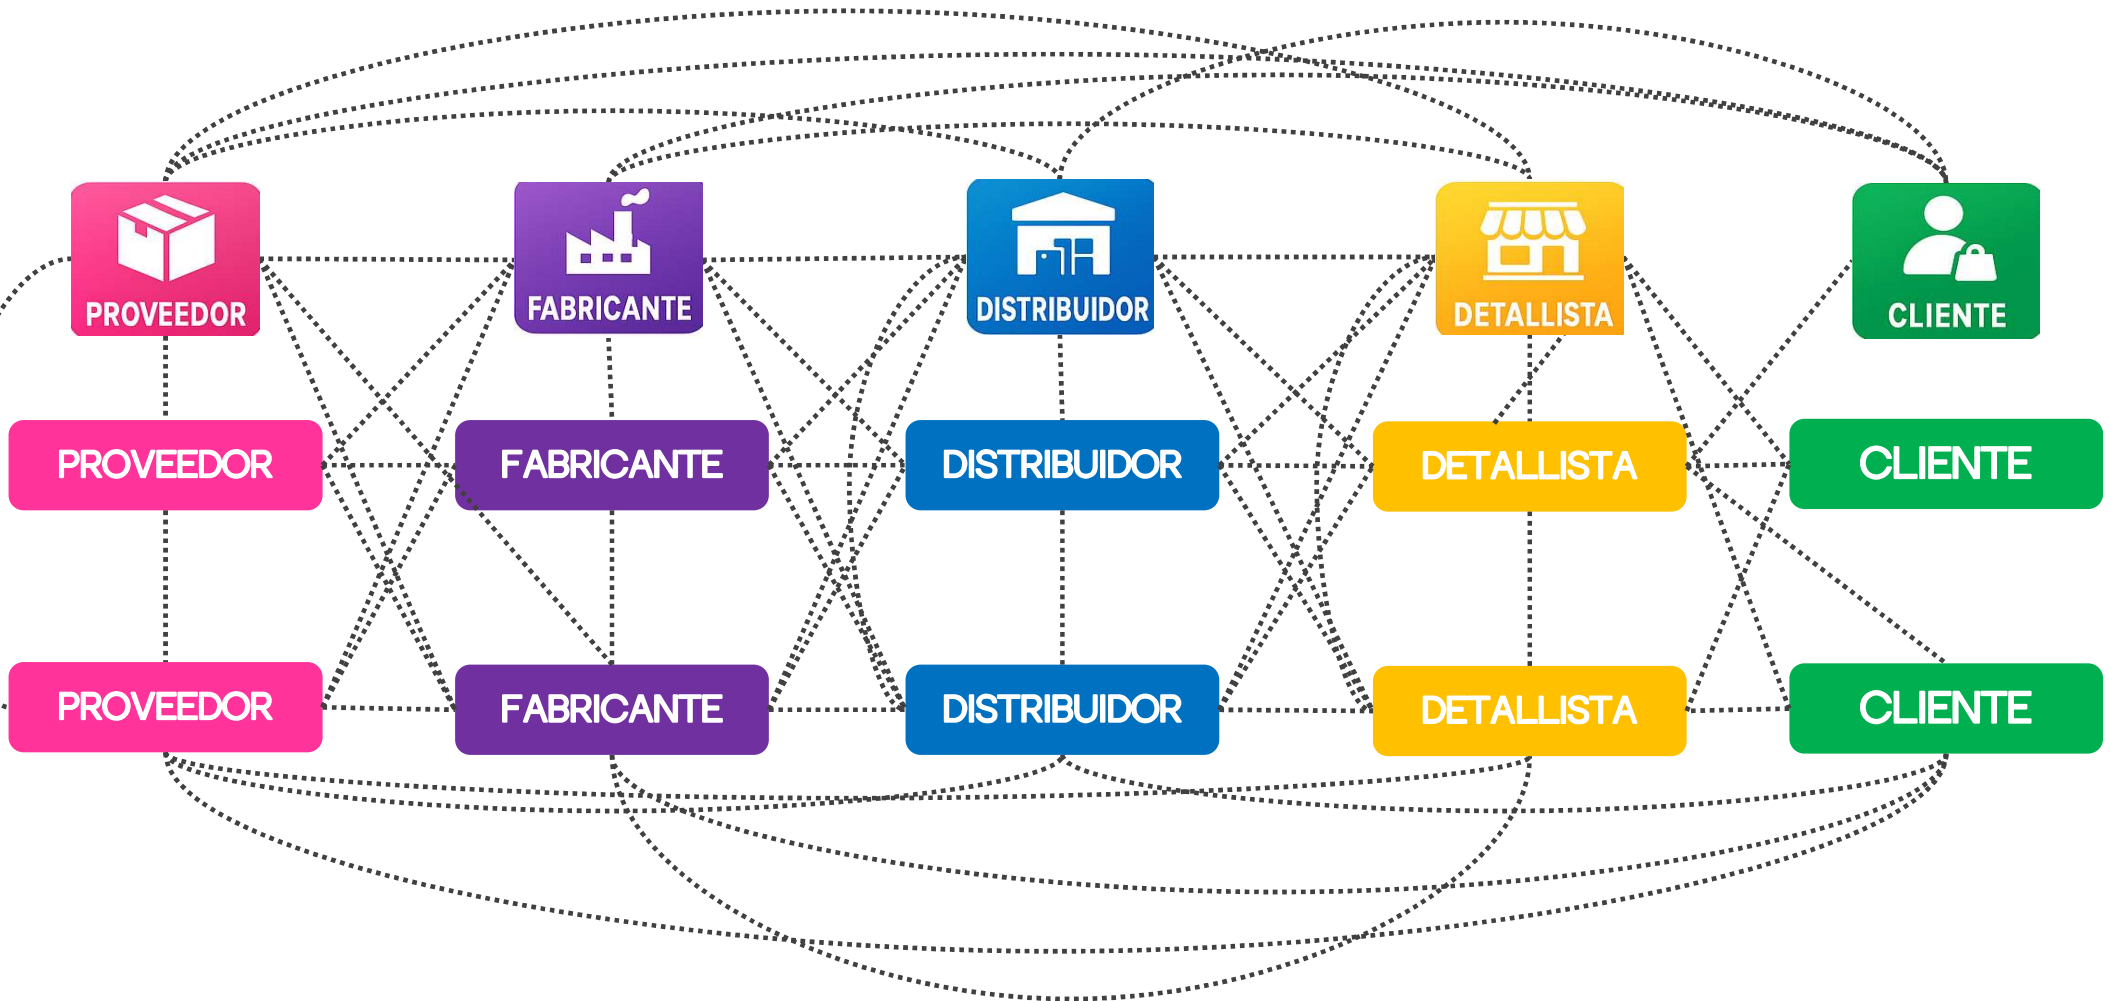 PROVEEDOR
FABRICANTE
DISTRIBUIDOR
DETALLISTA
CLIENTE
PROVEEDOR
FABRICANTE
DISTRIBUIDOR
DETALLISTA
CLIENTE
PROVEEDOR
FABRICANTE
DISTRIBUIDOR
DETALLISTA
CLIENTE